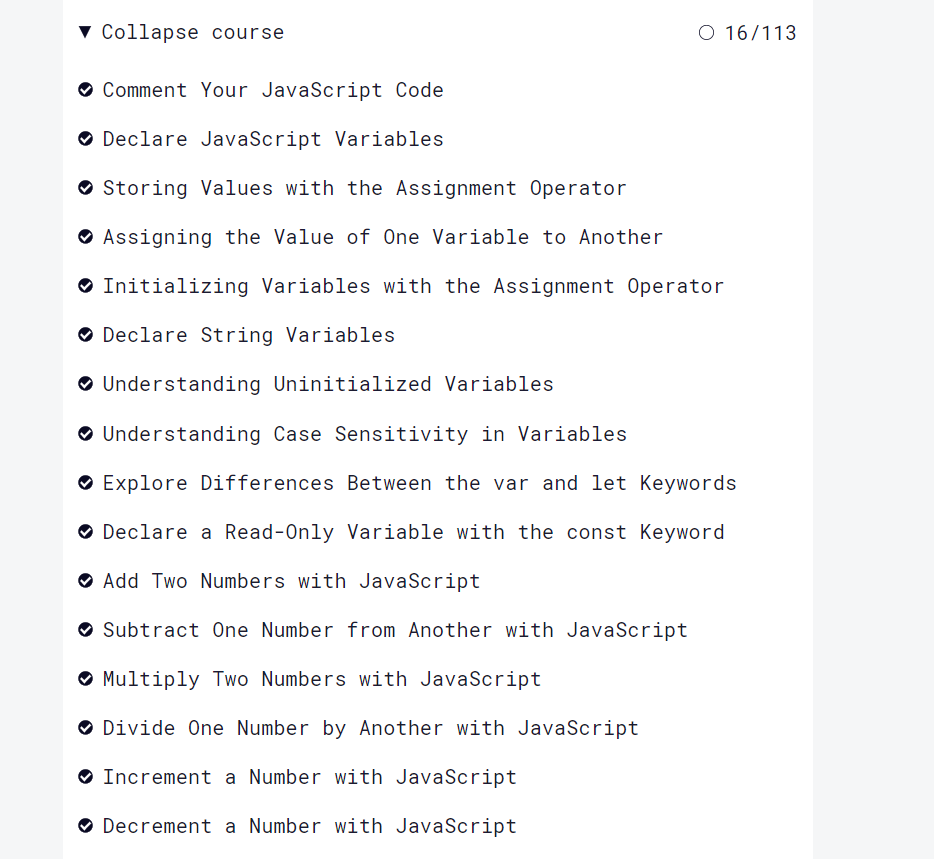 Collapse course 16/113
Comment Your JavaScript Code
Declare JavaScript Variables
Storing Values with the Assignment Operator
Assigning the Value of One Variable to Another
Initializing Variables with the Assignment Operator
Declare String Variables
Understanding Uninitialized Variables
Understanding Case Sensitivity in Variables
Explore Differences Between the var and let Keywords
Declare a Read-Only Variable with the const Keyword
Add Two Numbers with JavaScript
Subtract One Number from Another with JavaScript
Multiply Two Numbers with JavaScript
Divide One Number by Another with JavaScript
Increment a Number with JavaScript
Decrement a Number with JavaScript